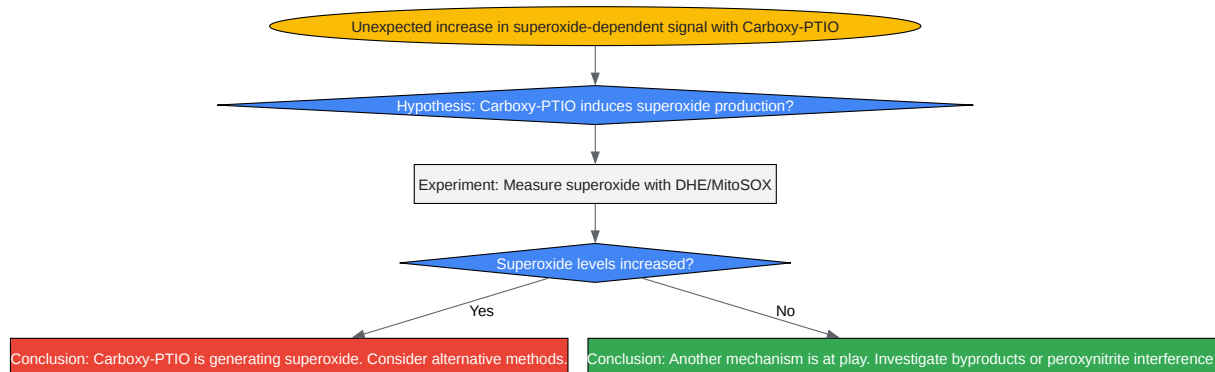 Unexpected increase in superoxide-dependent signal with Carboxy-PTIO
Hypothesis: Carboxy-PTIO induces superoxide production?
Experiment: Measure superoxide with DHE/MitoSOX
Superoxide levels increased?
Yes
No
Conclusion: Carboxy-PTIO is generating superoxide. Consider alternative methods.
Conclusion: Another mechanism is at play. Investigate byproducts or peroxynitrite interference